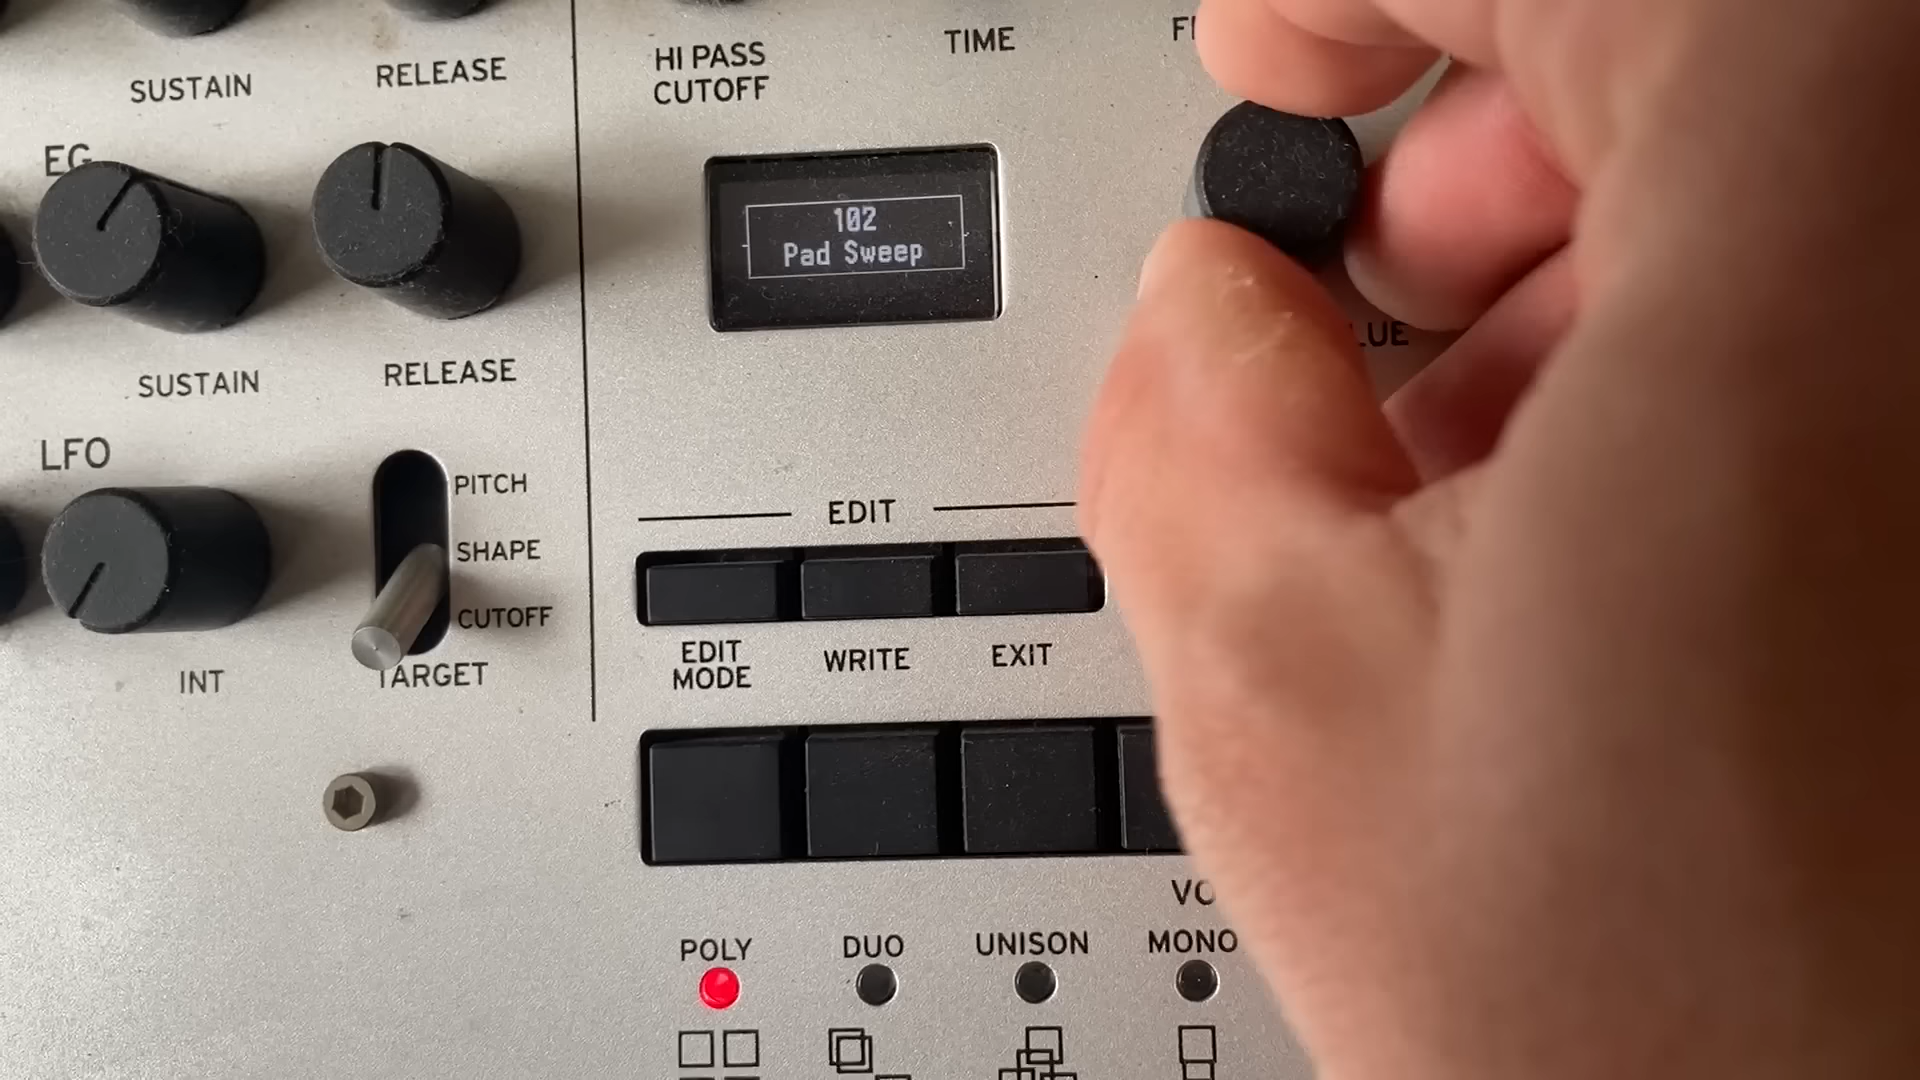 SUSTAIN
RELEASE
HI PASS
CUTOFF
TIME
EG
102
Pad Sweep
SUSTAIN
RELEASE
LFO
PITCH
SHAPE
CUTOFF
INT
TARGET
EDIT
EDIT
MODE
WRITE
EXIT
POLY
DUO
UNISON
MONO